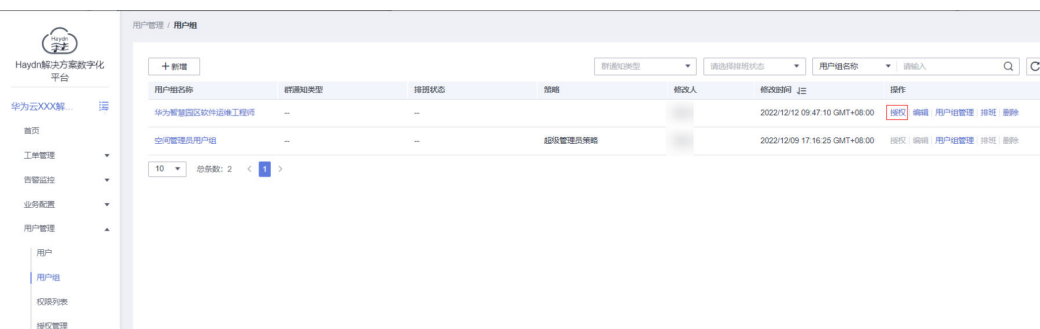 用户管理 / 用户组
Haydn
Haydn解决方案数字化
平台
华为云XXX解...
首页
工单管理
告警监控
业务配置
用户管理
用户
用户组
权限列表
授权管理
+ 新增
群通知类型
请选择排班状态
用户组名称
请输入
用户组名称 群通知类型 排班状态 策略 修改人 修改时间 操作
华为智慧园区软件运维工程师 -- -- 2022/12/12 09:47:10 GMT+08:00 授权 编辑 用户组管理 排班 删除
空间管理员用户组 -- -- 超级管理员策略 2022/12/09 17:16:25 GMT+08:00 授权 编辑 用户组管理 排班 删除
10 总条数: 2 < 1 >